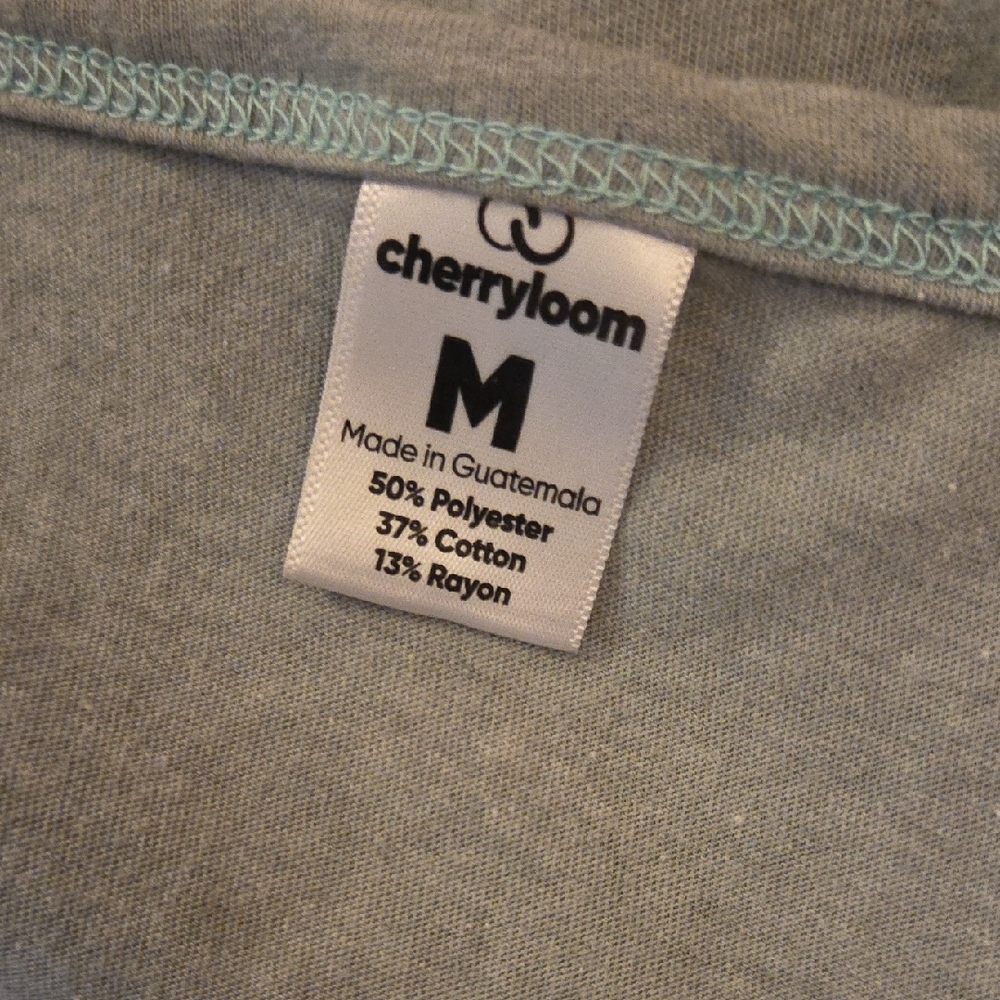 cherryloom
M
Made in Guatemala
50% Polyester
37% Cotton
13% Rayon